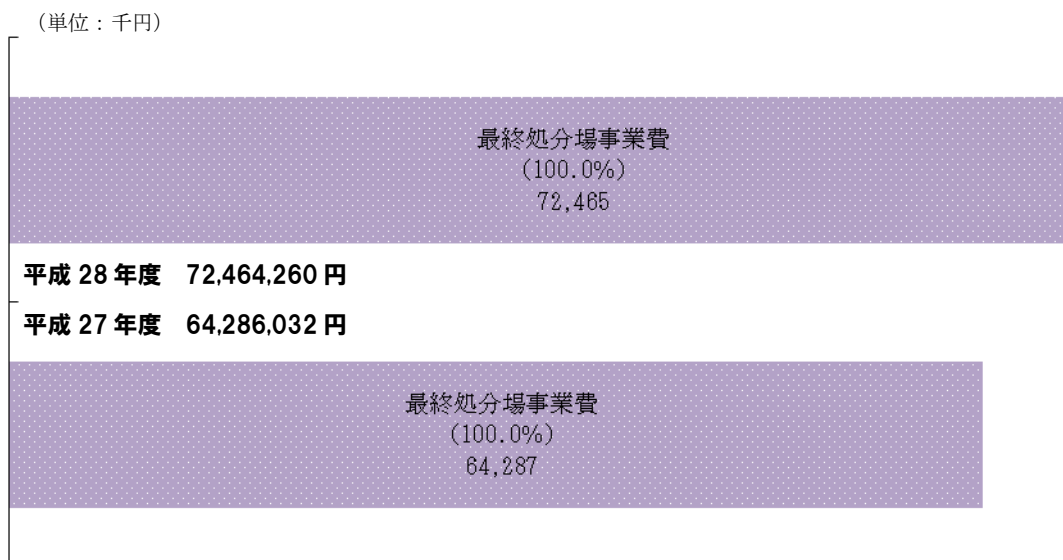 （単位：千円）
最終処分場事業費
(100.0%)
72,465
平成 28 年度　72,464,260 円
平成 27 年度　64,286,032 円
最終処分場事業費
(100.0%)
64,287